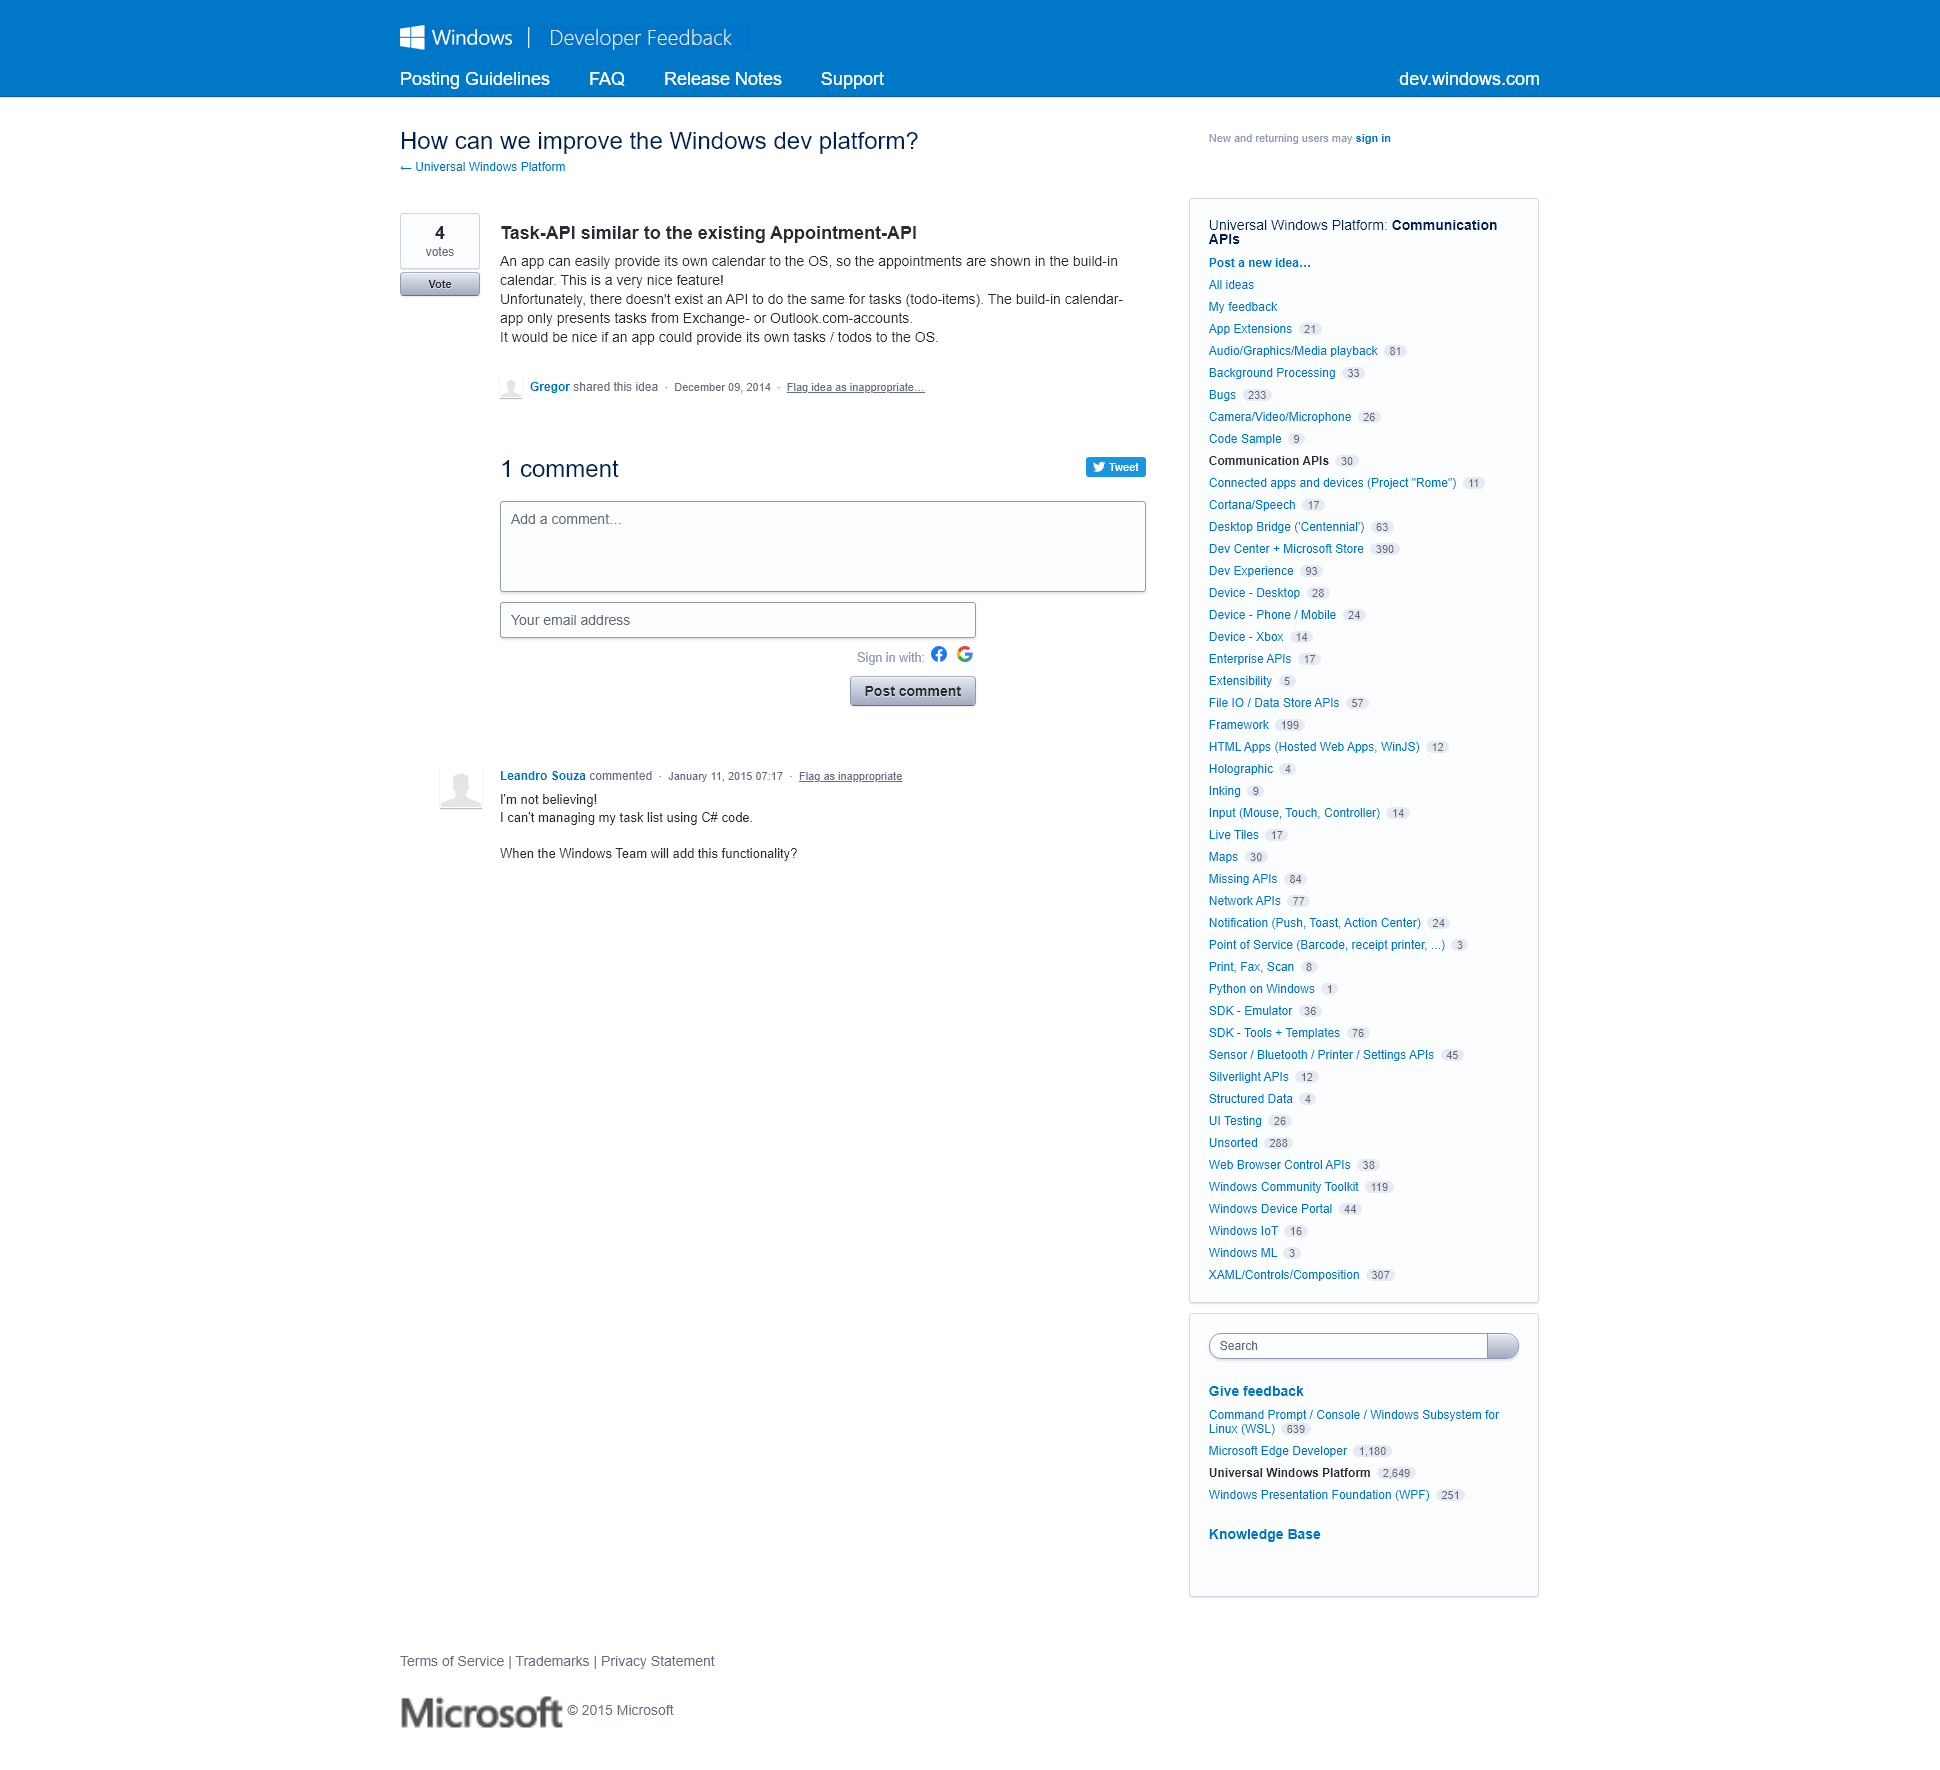 Windows | Developer Feedback
Posting Guidelines FAQ Release Notes Support dev.windows.com
How can we improve the Windows dev platform?
← Universal Windows Platform
New and returning users may sign in
4
votes
Vote
Task-API similar to the existing Appointment-API
An app can easily provide its own calendar to the OS, so the appointments are shown in the build-in
calendar. This is a very nice feature!
Unfortunately, there doesn't exist an API to do the same for tasks (todo-items). The build-in calendar-
app only presents tasks from Exchange- or Outlook.com-accounts.
It would be nice if an app could provide its own tasks / todos to the OS.
Gregor shared this idea · December 09, 2014 · Flag idea as inappropriate…
1 comment
Tweet
Add a comment…
Your email address
Sign in with:
Post comment
Leandro Souza commented · January 11, 2015 07:17 · Flag as inappropriate
I'm not believing!
I can't managing my task list using C# code.
When the Windows Team will add this functionality?
Universal Windows Platform: Communication
APIs
Post a new idea…
All ideas
My feedback
App Extensions 21
Audio/Graphics/Media playback 81
Background Processing 33
Bugs 233
Camera/Video/Microphone 26
Code Sample 9
Communication APIs 30
Connected apps and devices (Project "Rome") 11
Cortana/Speech 17
Desktop Bridge ('Centennial') 63
Dev Center + Microsoft Store 390
Dev Experience 93
Device - Desktop 28
Device - Phone / Mobile 24
Device - Xbox 14
Enterprise APIs 17
Extensibility 5
File IO / Data Store APIs 57
Framework 199
HTML Apps (Hosted Web Apps, WinJS) 12
Holographic 4
Inking 9
Input (Mouse, Touch, Controller) 14
Live Tiles 17
Maps 30
Missing APIs 84
Network APIs 77
Notification (Push, Toast, Action Center) 24
Point of Service (Barcode, receipt printer, ...) 3
Print, Fax, Scan 8
Python on Windows 1
SDK - Emulator 36
SDK - Tools + Templates 76
Sensor / Bluetooth / Printer / Settings APIs 45
Silverlight APIs 12
Structured Data 4
UI Testing 26
Unsorted 288
Web Browser Control APIs 38
Windows Community Toolkit 119
Windows Device Portal 44
Windows IoT 16
Windows ML 3
XAML/Controls/Composition 307
Search
Give feedback
Command Prompt / Console / Windows Subsystem for
Linux (WSL) 639
Microsoft Edge Developer 1,180
Universal Windows Platform 2,649
Windows Presentation Foundation (WPF) 251
Knowledge Base
Terms of Service | Trademarks | Privacy Statement
Microsoft © 2015 Microsoft